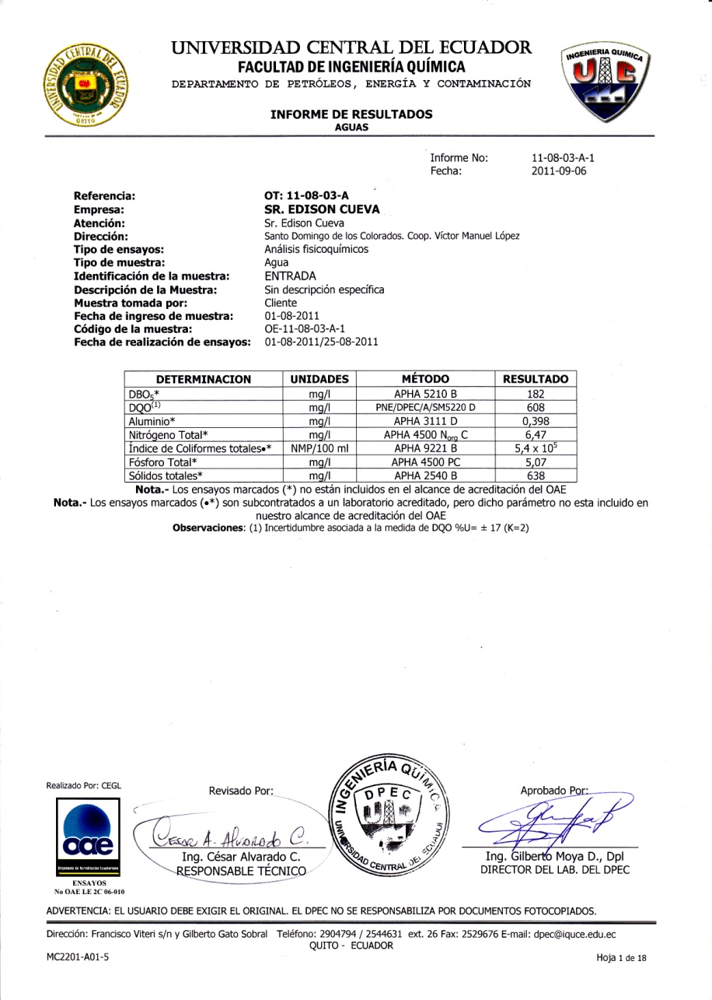 UNIVERSIDAD CENTRAL DEL ECUADOR
FACULTAD DE INGENIERÍA QUÍMICA
DEPARTAMENTO DE PETRÓLEOS, ENERGÍA Y CONTAMINACIÓN
UNIVERSIDAD CENTRAL DEL ECUADOR
QUITO
INGENIERIA QUIMICA
INFORME DE RESULTADOS
AGUAS
Informe No: 11-08-03-A-1
Fecha: 2011-09-06
Referencia: OT: 11-08-03-A
Empresa: SR. EDISON CUEVA
Atención: Sr. Edison Cueva
Dirección: Santo Domingo de los Colorados. Coop. Víctor Manuel López
Tipo de ensayos: Análisis fisicoquímicos
Tipo de muestra: Agua
Identificación de la muestra: ENTRADA
Descripción de la Muestra: Sin descripción específica
Muestra tomada por: Cliente
Fecha de ingreso de muestra: 01-08-2011
Código de la muestra: OE-11-08-03-A-1
Fecha de realización de ensayos: 01-08-2011/25-08-2011
DETERMINACION UNIDADES MÉTODO RESULTADO
DBO₅* mg/l APHA 5210 B 182
DQO⁽¹⁾ mg/l PNE/DPEC/A/SM5220 D 608
Aluminio* mg/l APHA 3111 D 0,398
Nitrógeno Total* mg/l APHA 4500 Norg C 6,47
Índice de Coliformes totales•* NMP/100 ml APHA 9221 B 5,4 x 10⁵
Fósforo Total* mg/l APHA 4500 PC 5,07
Sólidos totales* mg/l APHA 2540 B 638
Nota.- Los ensayos marcados (*) no están incluidos en el alcance de acreditación del OAE
Nota.- Los ensayos marcados (•*) son subcontratados a un laboratorio acreditado, pero dicho parámetro no esta incluido en
nuestro alcance de acreditación del OAE
Observaciones: (1) Incertidumbre asociada a la medida de DQO %U= ± 17 (K=2)
Realizado Por: CEGL
Revisado Por:
Aprobado Por:
INGENIERÍA QUÍMICA
DPEC
UNIVERSIDAD CENTRAL DEL ECUADOR
oae
Organismo de Acreditación Ecuatoriano
ENSAYOS
No OAE LE 2C 06-010
Cesar A. Alvarado C.
Ing. César Alvarado C.
RESPONSABLE TÉCNICO
Ing. Gilberto Moya D., Dpl
DIRECTOR DEL LAB. DEL DPEC
ADVERTENCIA: EL USUARIO DEBE EXIGIR EL ORIGINAL. EL DPEC NO SE RESPONSABILIZA POR DOCUMENTOS FOTOCOPIADOS.
Dirección: Francisco Viteri s/n y Gilberto Gato Sobral Teléfono: 2904794 / 2544631 ext. 26 Fax: 2529676 E-mail: dpec@iquce.edu.ec
QUITO - ECUADOR
MC2201-A01-5
Hoja 1 de 18